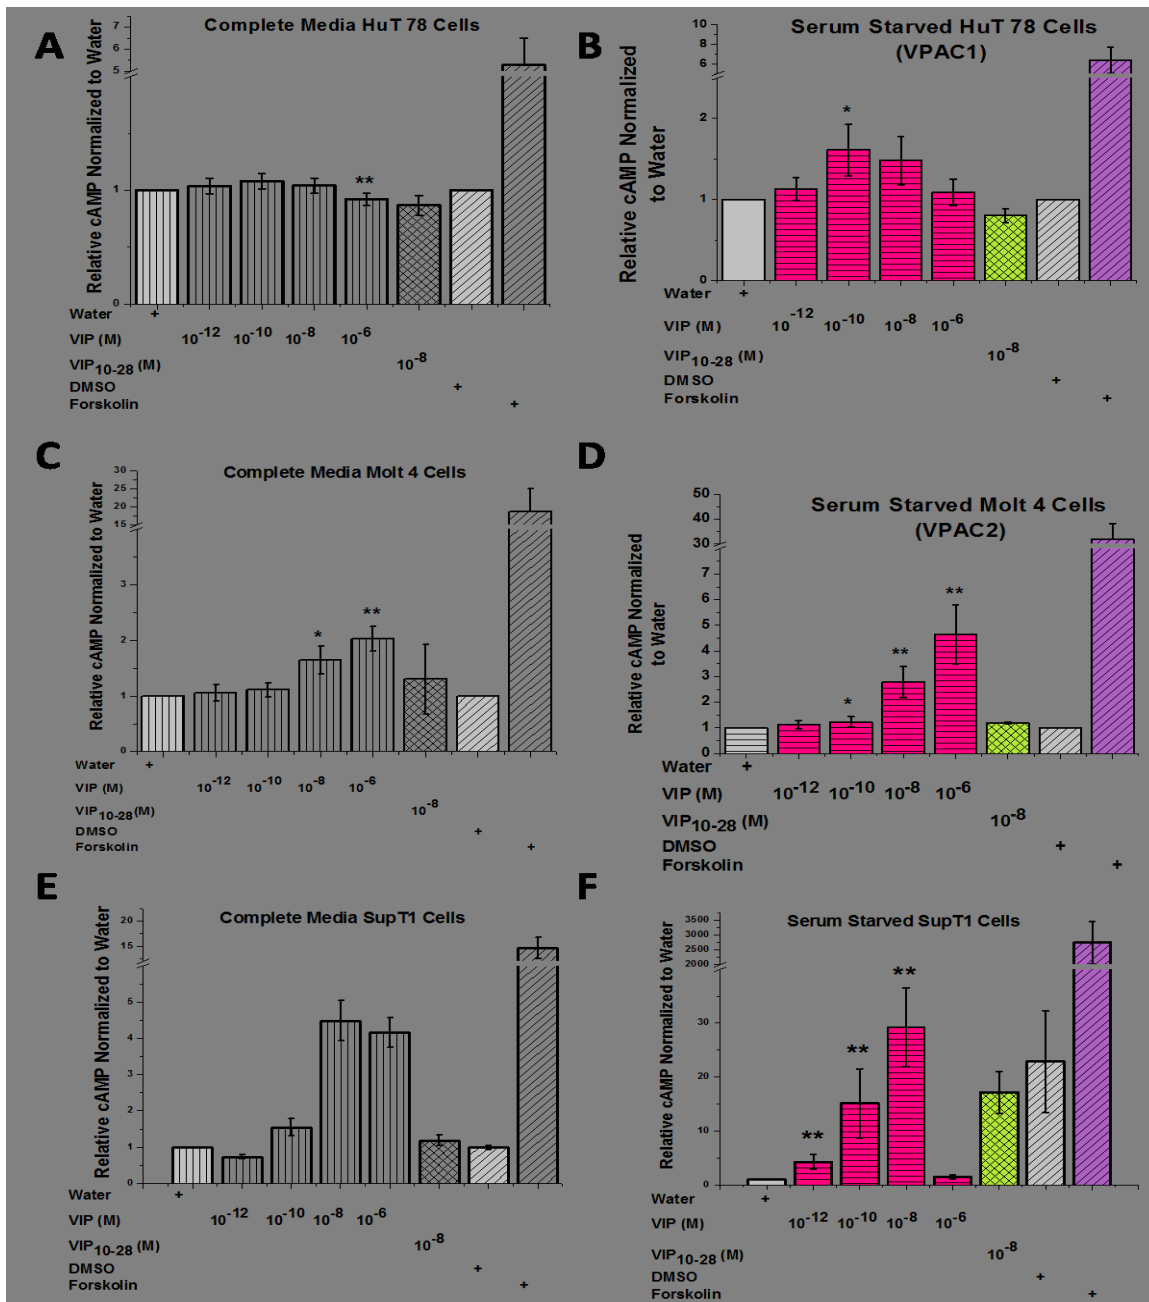 A
Complete Media HuT 78 Cells
Relative cAMP Normalized to Water
7
6
5
1
0
**
Water +
VIP (M) 10-12 10-10 10-8 10-6
VIP10-28 (M) 10-8
DMSO +
Forskolin +
B
Serum Starved HuT 78 Cells
(VPAC1)
Relative cAMP Normalized
to Water
10
8
6
2
1
0
*
Water +
VIP (M) 10-12 10-10 10-8 10-6
VIP10-28 (M) 10-8
DMSO +
Forskolin +
C
Complete Media Molt 4 Cells
Relative cAMP Normalized to Water
30
25
20
15
3
2
1
0
* **
Water +
VIP (M) 10-12 10-10 10-8 10-6
VIP10-28(M) 10-8
DMSO +
Forskolin +
D
Serum Starved Molt 4 Cells
(VPAC2)
Relative cAMP Normalized
to Water
50
40
30
7
6
5
4
3
2
1
0
* ** **
Water +
VIP (M) 10-12 10-10 10-8 10-6
VIP10-28 (M) 10-8
DMSO +
Forskolin +
E
Complete Media SupT1 Cells
Relative cAMP Normalized to Water
20
15
5
4
3
2
1
0
Water +
VIP (M) 10-12 10-10 10-8 10-6
VIP10-28 (M) 10-8
DMSO +
Forskolin +
F
Serum Starved SupT1 Cells
Relative cAMP Normalized to Water
3500
3000
2500
2000
30
20
10
0
** ** **
Water +
VIP (M) 10-12 10-10 10-8 10-6
VIP10-28(M) 10-8
DMSO +
Forskolin +